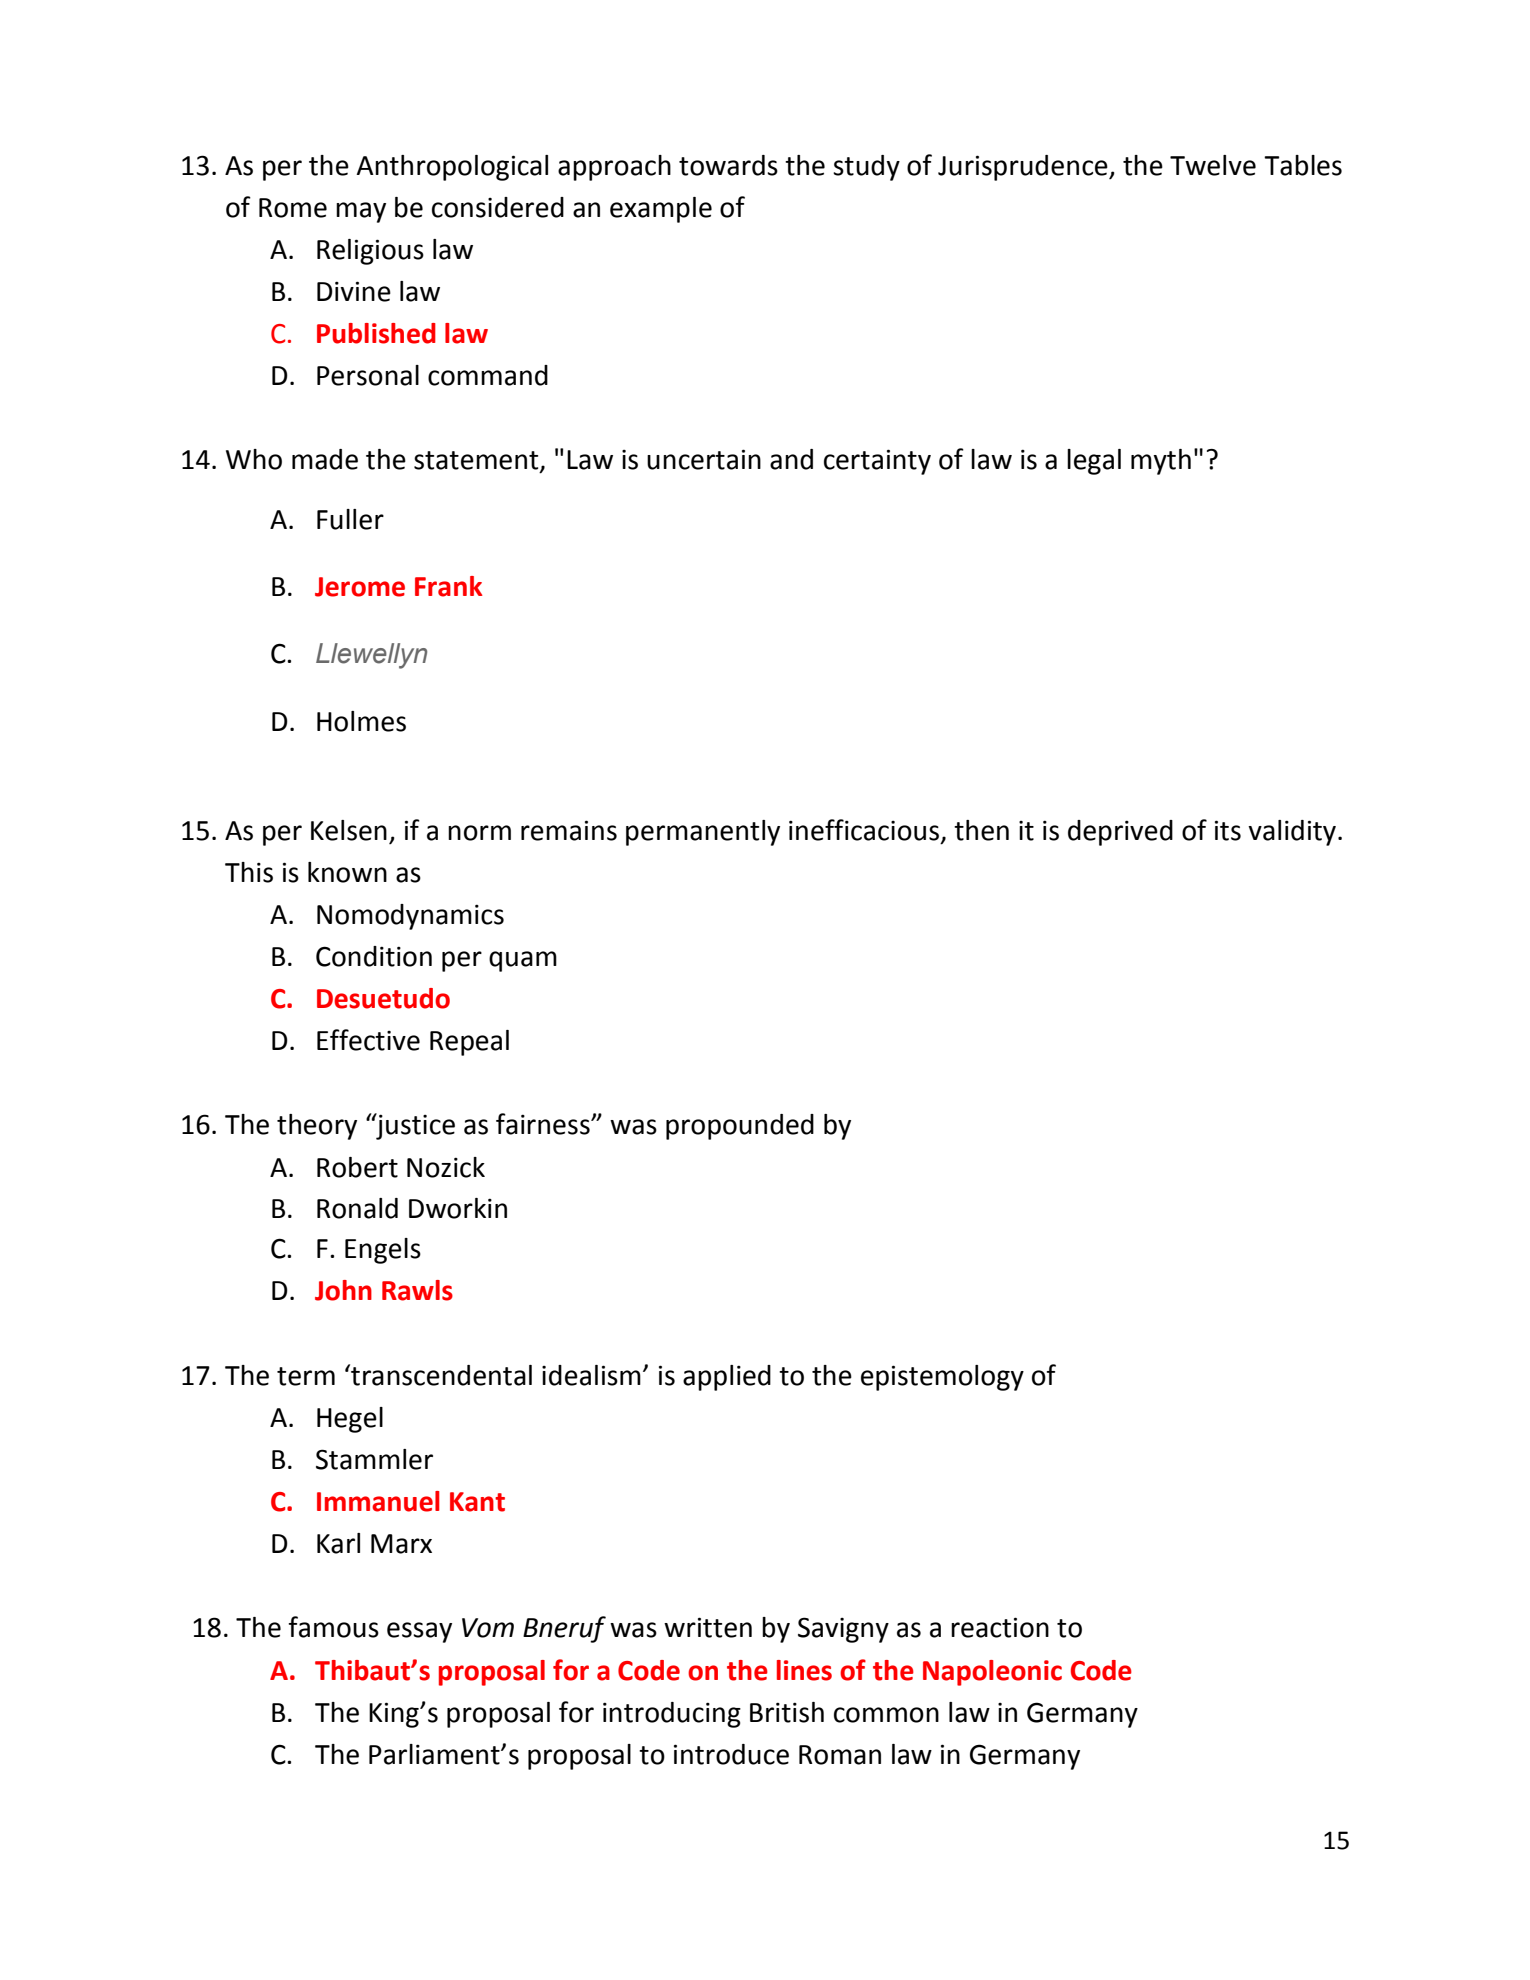 13. As per the Anthropological approach towards the study of Jurisprudence, the Twelve Tables
of Rome may be considered an example of
A. Religious law
B. Divine law
C. Published law
D. Personal command
14. Who made the statement, "Law is uncertain and certainty of law is a legal myth"?
A. Fuller
B. Jerome Frank
C. Llewellyn
D. Holmes
15. As per Kelsen, if a norm remains permanently inefficacious, then it is deprived of its validity.
This is known as
A. Nomodynamics
B. Condition per quam
C. Desuetudo
D. Effective Repeal
16. The theory “justice as fairness” was propounded by
A. Robert Nozick
B. Ronald Dworkin
C. F. Engels
D. John Rawls
17. The term ‘transcendental idealism’ is applied to the epistemology of
A. Hegel
B. Stammler
C. Immanuel Kant
D. Karl Marx
18. The famous essay Vom Bneruf was written by Savigny as a reaction to
A. Thibaut’s proposal for a Code on the lines of the Napoleonic Code
B. The King’s proposal for introducing British common law in Germany
C. The Parliament’s proposal to introduce Roman law in Germany
15